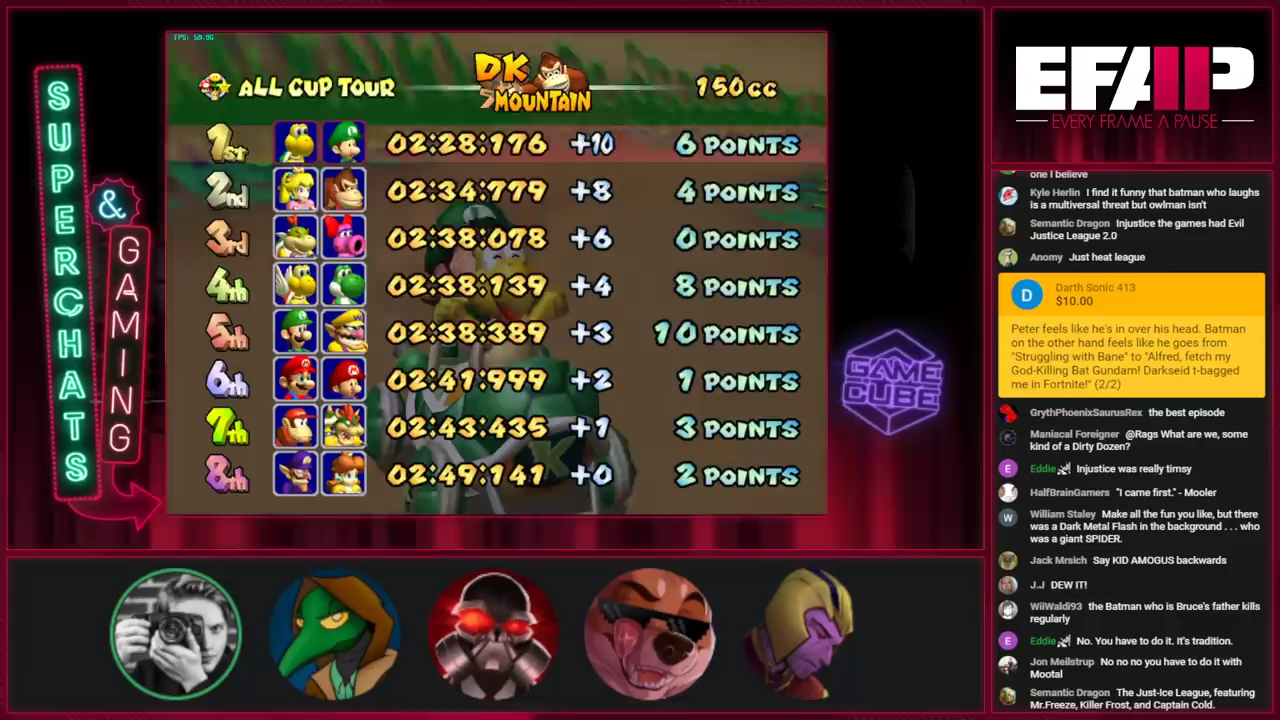 FPS: 59.96
SUPERCHATS
&
GAMING
ALL CUP TOUR
DK
MOUNTAIN
150cc
1st 02:28:776 +10 6 POINTS
2nd 02:34:779 +8 4 POINTS
3rd 02:38:078 +6 0 POINTS
4th 02:38:139 +4 8 POINTS
5th 02:38:389 +3 10 POINTS
6th 02:41:999 +2 1 POINTS
7th 02:43:435 +1 3 POINTS
8th 02:49:141 +0 2 POINTS
K
GAME
CUBE
EFAP
EVERY FRAME A PAUSE
one I believe
Kyle Herlin I find it funny that batman who laughs
is a multiversal threat but owlman isn't
Semantic Dragon Injustice the games had Evil
Justice League 2.0
Anomy Just heat league
D
Darth Sonic 413
$10.00
Peter feels like he's in over his head. Batman
on the other hand feels like he goes from
"Struggling with Bane" to "Alfred, fetch my
God-Killing Bat Gundam! Darkseid t-bagged
me in Fortnite!" (2/2)
GrythPhoenixSaurusRex the best episode
Maniacal Foreigner @Rags What are we, some
kind of a Dirty Dozen?
E Eddie Injustice was really timsy
HalfBrainGamers "I came first." - Mooler
W William Staley Make all the fun you like, but there
was a Dark Metal Flash in the background . . . who
was a giant SPIDER.
Jack Mrsich Say KID AMOGUS backwards
J.J DEW IT!
WiiWaldi93 the Batman who is Bruce's father kills
regularly
E Eddie No. You have to do it. It's tradition.
Jon Meilstrup No no no you have to do it with
Mootal
Semantic Dragon The Just-Ice League, featuring
Mr.Freeze, Killer Frost, and Captain Cold.